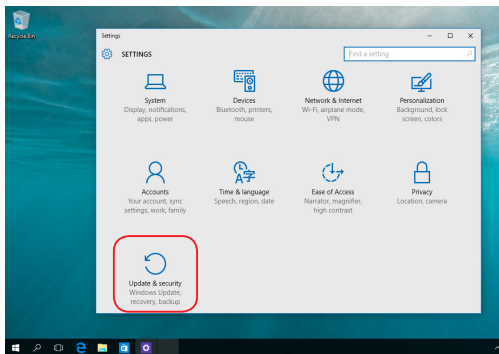 Recycle Bin
Settings
SETTINGS
Find a setting
System
Display, notifications,
apps, power
Devices
Bluetooth, printers,
mouse
Network & Internet
Wi-Fi, airplane mode,
VPN
Personalization
Background, lock
screen, colors
Accounts
Your account, sync
settings, work, family
Time & language
Speech, region, date
Ease of Access
Narrator, magnifier,
high contrast
Privacy
Location, camera
Update & security
Windows Update,
recovery, backup